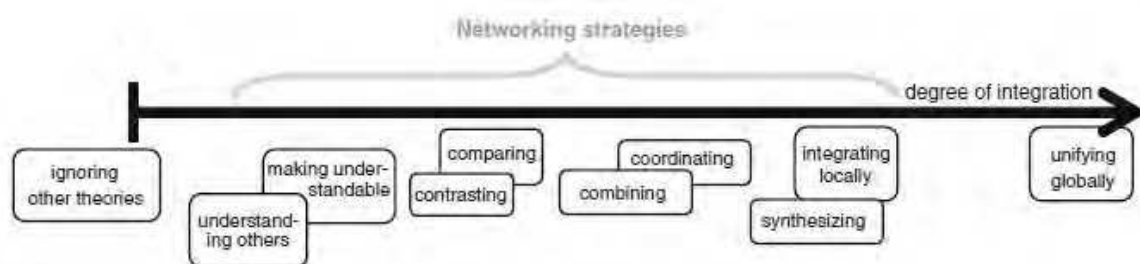 Networking strategies
degree of integration
ignoring
other theories
understand-
ing others
making under-
standable
comparing
contrasting
coordinating
combining
integrating
locally
synthesizing
unifying
globally